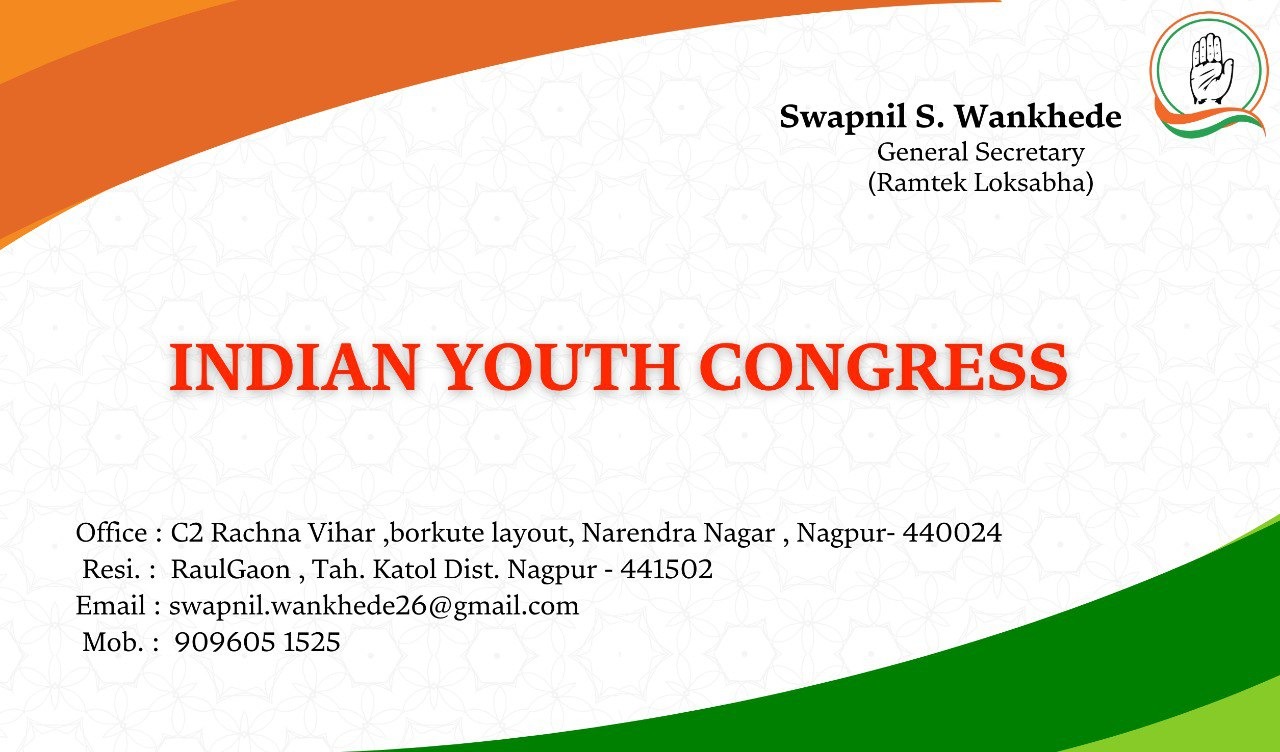 Swapnil S. Wankhede
General Secretary
(Ramtek Loksabha)
INDIAN YOUTH CONGRESS
Office : C2 Rachna Vihar ,borkute layout, Narendra Nagar , Nagpur- 440024
Resi. : RaulGaon , Tah. Katol Dist. Nagpur - 441502
Email : swapnil.wankhede26@gmail.com
Mob. : 909605 1525